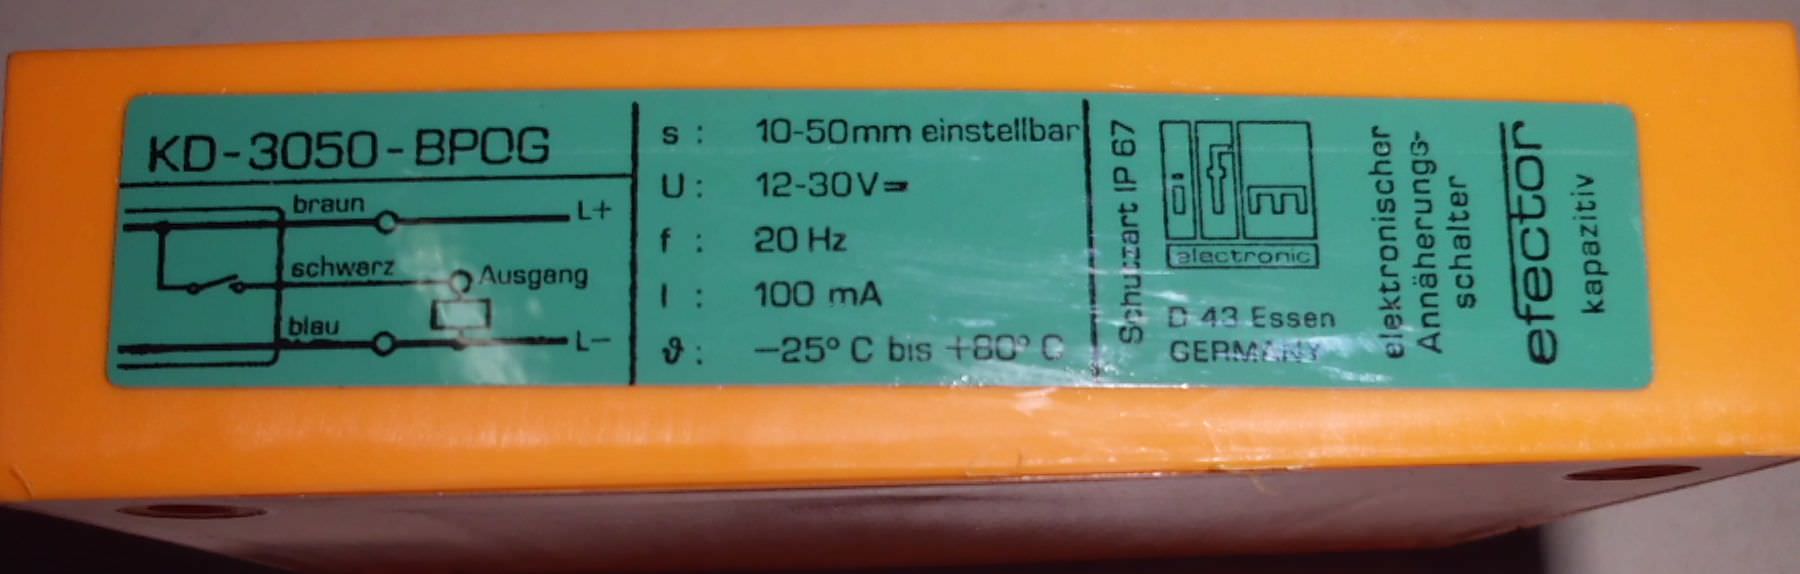 KD-3050-BPOG
braun
L+
schwarz
Ausgang
blau
L−
s : 10-50mm einstellbar
U : 12-30V⎓
f : 20 Hz
I : 100 mA
ϑ : −25° C bis +80° C
Schutzart IP 67
ifm
electronic
D 43 Essen
GERMANY
elektronischer
Annäherungs-
schalter
efector
kapazitiv